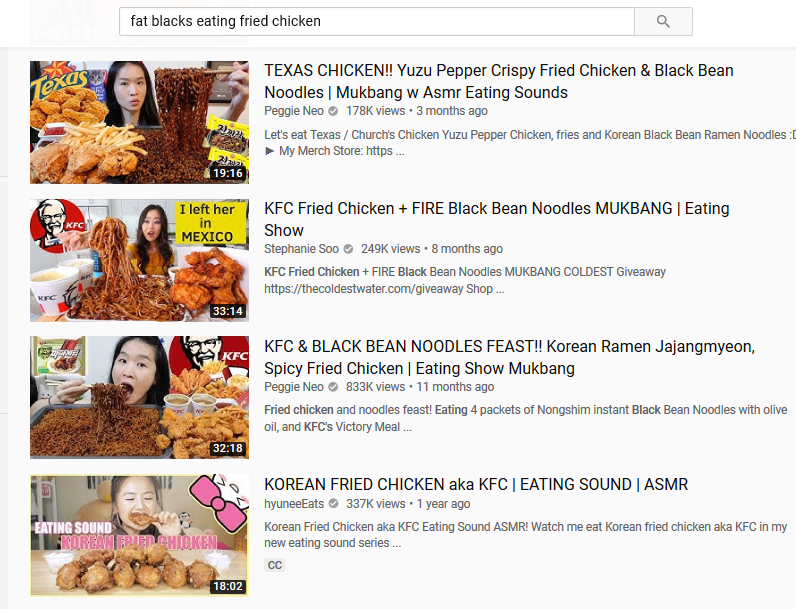 INSIDER
fat blacks eating fried chicken
Texas
19:16
TEXAS CHICKEN!! Yuzu Pepper Crispy Fried Chicken & Black Bean
Noodles | Mukbang w Asmr Eating Sounds
Peggie Neo 178K views • 3 months ago
Let's eat Texas / Church's Chicken Yuzu Pepper Chicken, fries and Korean Black Bean Ramen Noodles :D
► My Merch Store: https ...
KFC
I left her
in
MEXICO
KFC
33:14
KFC Fried Chicken + FIRE Black Bean Noodles MUKBANG | Eating
Show
Stephanie Soo 249K views • 8 months ago
KFC Fried Chicken + FIRE Black Bean Noodles MUKBANG COLDEST Giveaway
https://thecoldestwater.com/giveaway Shop ...
KFC
32:18
KFC & BLACK BEAN NOODLES FEAST!! Korean Ramen Jajangmyeon,
Spicy Fried Chicken | Eating Show Mukbang
Peggie Neo 833K views • 11 months ago
Fried chicken and noodles feast! Eating 4 packets of Nongshim instant Black Bean Noodles with olive
oil, and KFC's Victory Meal ...
EATING SOUND
KOREAN FRIED CHICKEN
18:02
KOREAN FRIED CHICKEN aka KFC | EATING SOUND | ASMR
hyuneeEats 337K views • 1 year ago
Korean Fried Chicken aka KFC Eating Sound ASMR! Watch me eat Korean fried chicken aka KFC in my
new eating sound series ...
CC